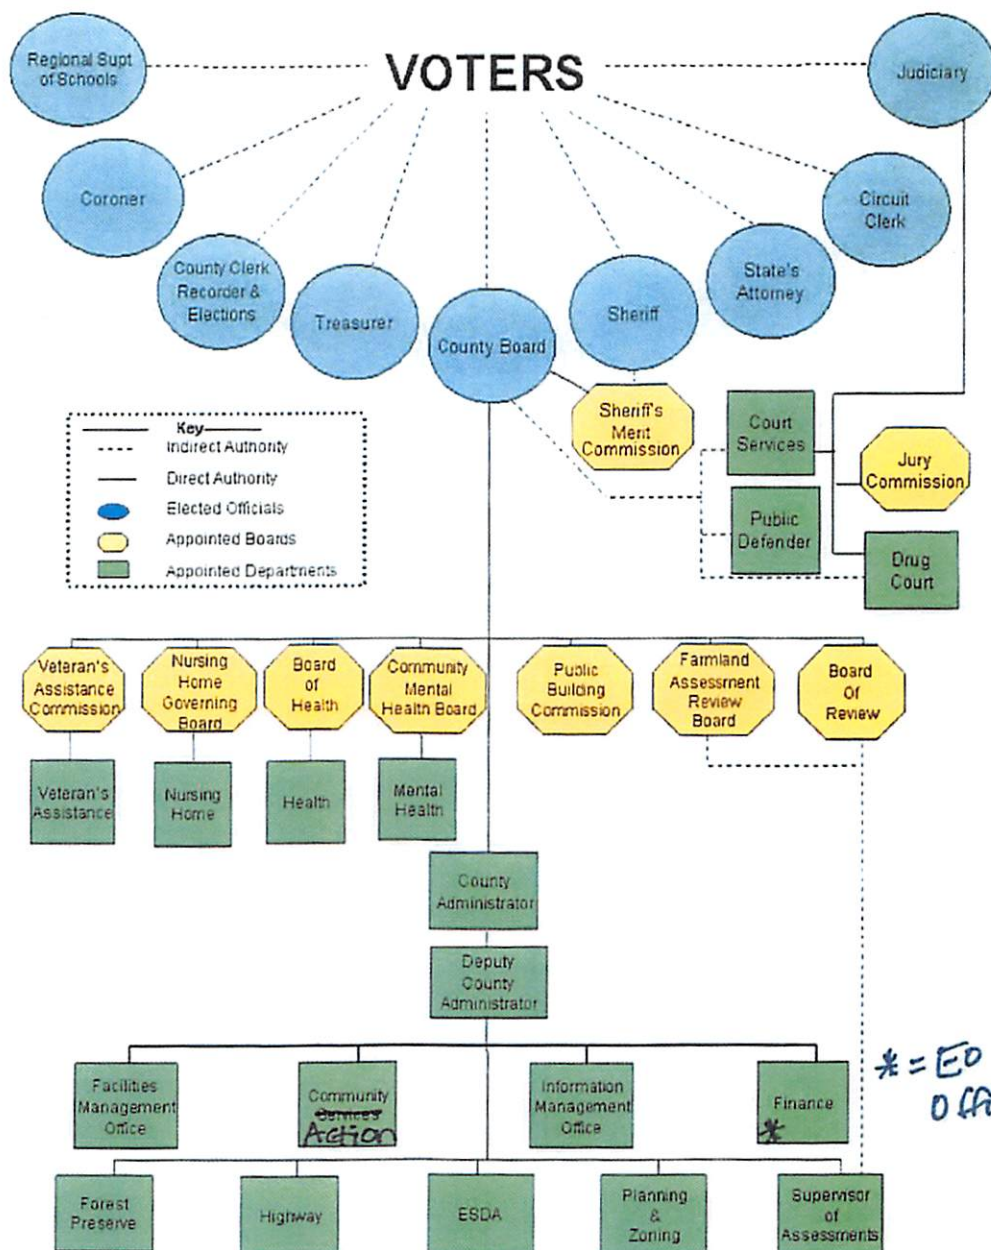 VOTERS
Regional Supt
of Schools
Judiciary
Coroner
Circuit
Clerk
County Clerk
Recorder &
Elections
State's
Attorney
Treasurer
County Board
Sheriff
Sheriff's
Merit
Commission
Court
Services
Jury
Commission
Public
Defender
Drug
Court
Key
Indirect Authority
Direct Authority
Elected Officials
Appointed Boards
Appointed Departments
Veteran's
Assistance
Commission
Nursing
Home
Governing
Board
Board
of
Health
Community
Mental
Health Board
Public
Building
Commission
Farmland
Assessment
Review
Board
Board
Of
Review
Veteran's
Assistance
Nursing
Home
Health
Mental
Health
County
Administrator
Deputy
County
Administrator
Facilities
Management
Office
Community
Services
Action
Information
Management
Office
Finance
*
* = EO
Forest
Preserve
Highway
ESDA
Planning
&
Zoning
Supervisor
of
Assessments